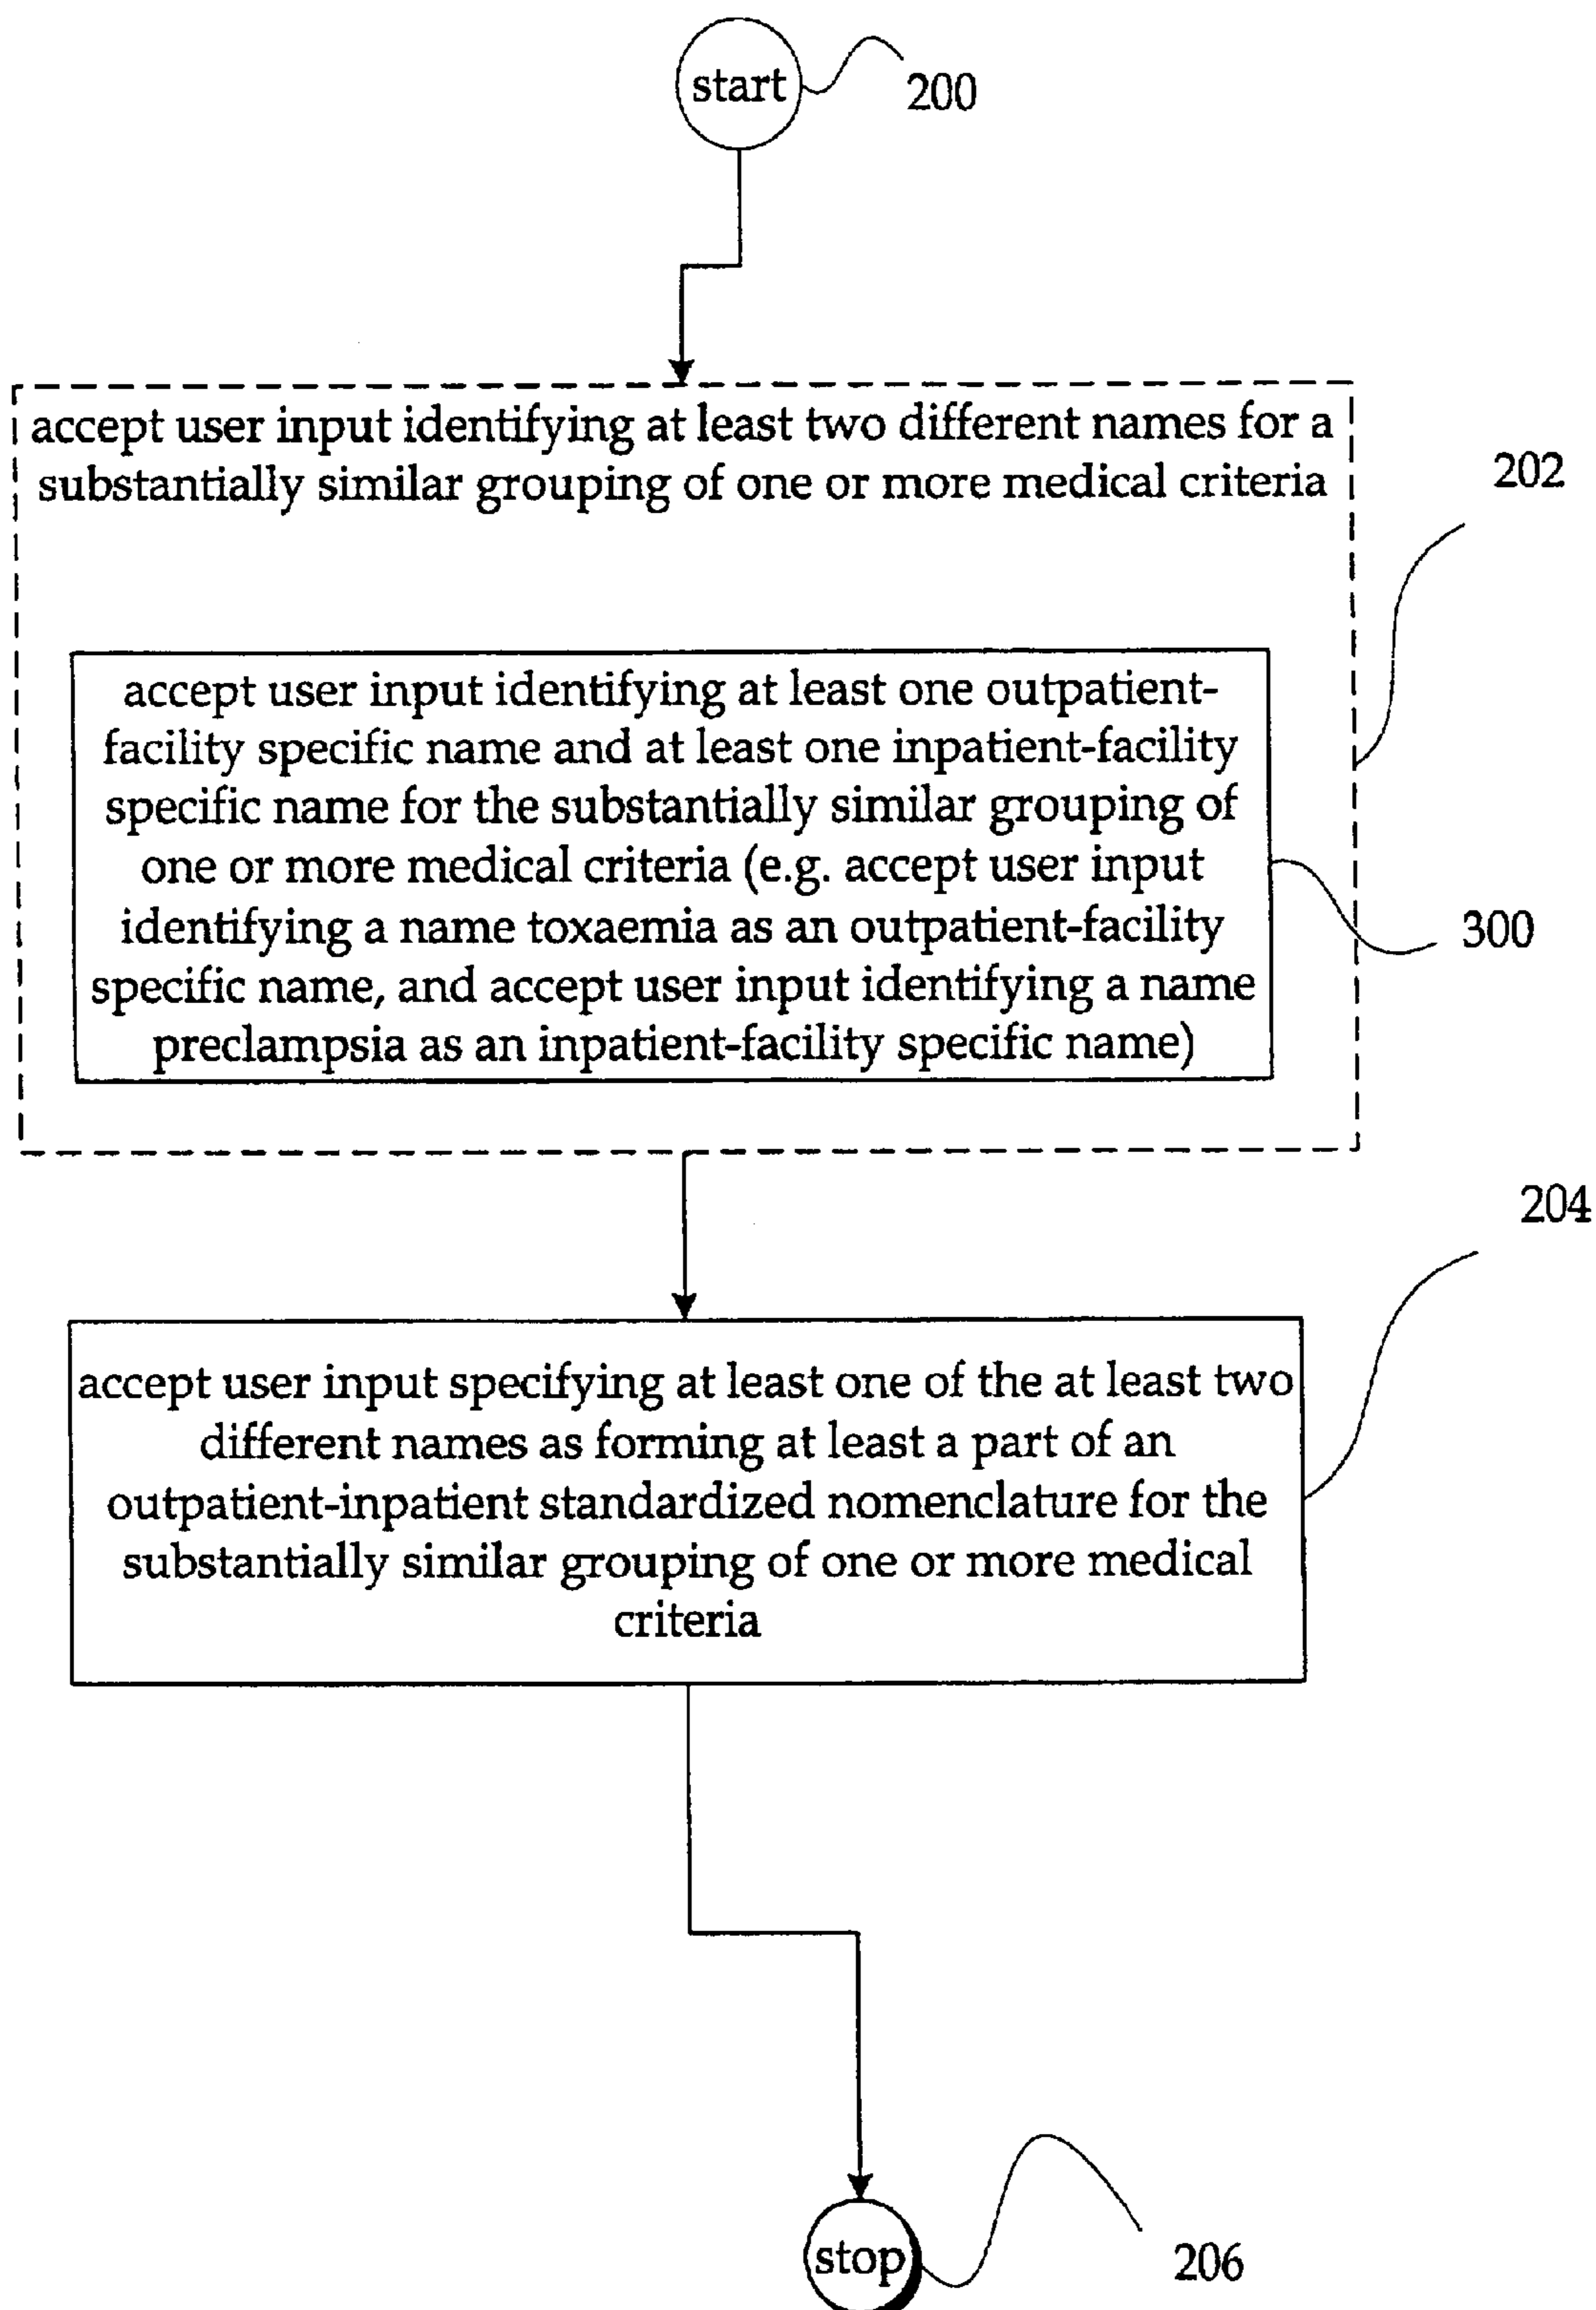 start
200
accept user input identifying at least two different names for a
substantially similar grouping of one or more medical criteria
202
accept user input identifying at least one outpatient-
facility specific name and at least one inpatient-facility
specific name for the substantially similar grouping of
one or more medical criteria (e.g. accept user input
identifying a name toxaemia as an outpatient-facility
specific name, and accept user input identifying a name
preclampsia as an inpatient-facility specific name)
300
204
accept user input specifying at least one of the at least two
different names as forming at least a part of an
outpatient-inpatient standardized nomenclature for the
substantially similar grouping of one or more medical
criteria
stop
206